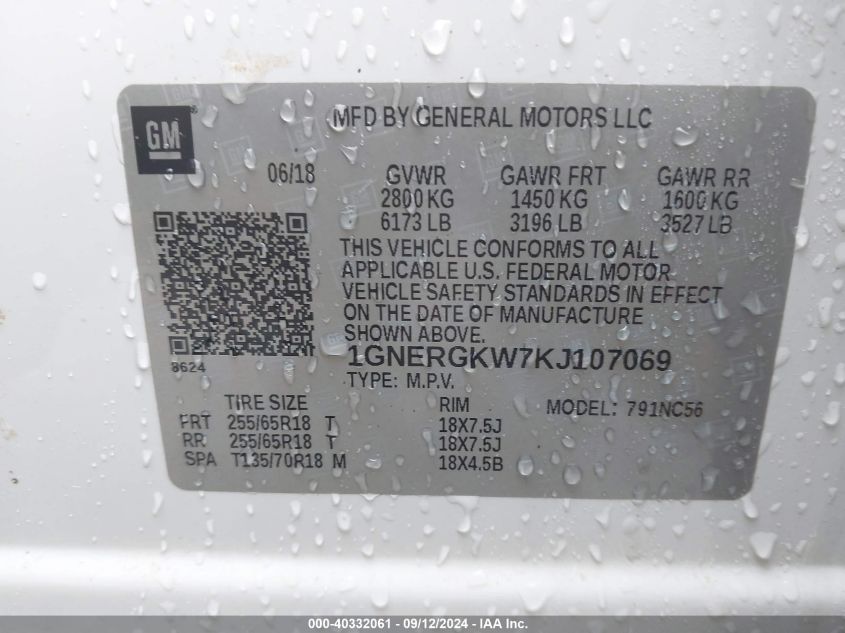 GM
MFD BY GENERAL MOTORS LLC
06/18 GVWR GAWR FRT GAWR RR
2800 KG 1450 KG 1600 KG
6173 LB 3196 LB 3527 LB
THIS VEHICLE CONFORMS TO ALL
APPLICABLE U.S. FEDERAL MOTOR
VEHICLE SAFETY STANDARDS IN EFFECT
ON THE DATE OF MANUFACTURE
SHOWN ABOVE.
1GNERGKW7KJ107069
8624
TYPE: M.P.V.
TIRE SIZE RIM MODEL: 791NC56
FRT 255/65R18 T 18X7.5J
RR 255/65R18 T 18X7.5J
SPA T135/70R18 M 18X4.5B
000-40332061 - 09/12/2024 - IAA Inc.